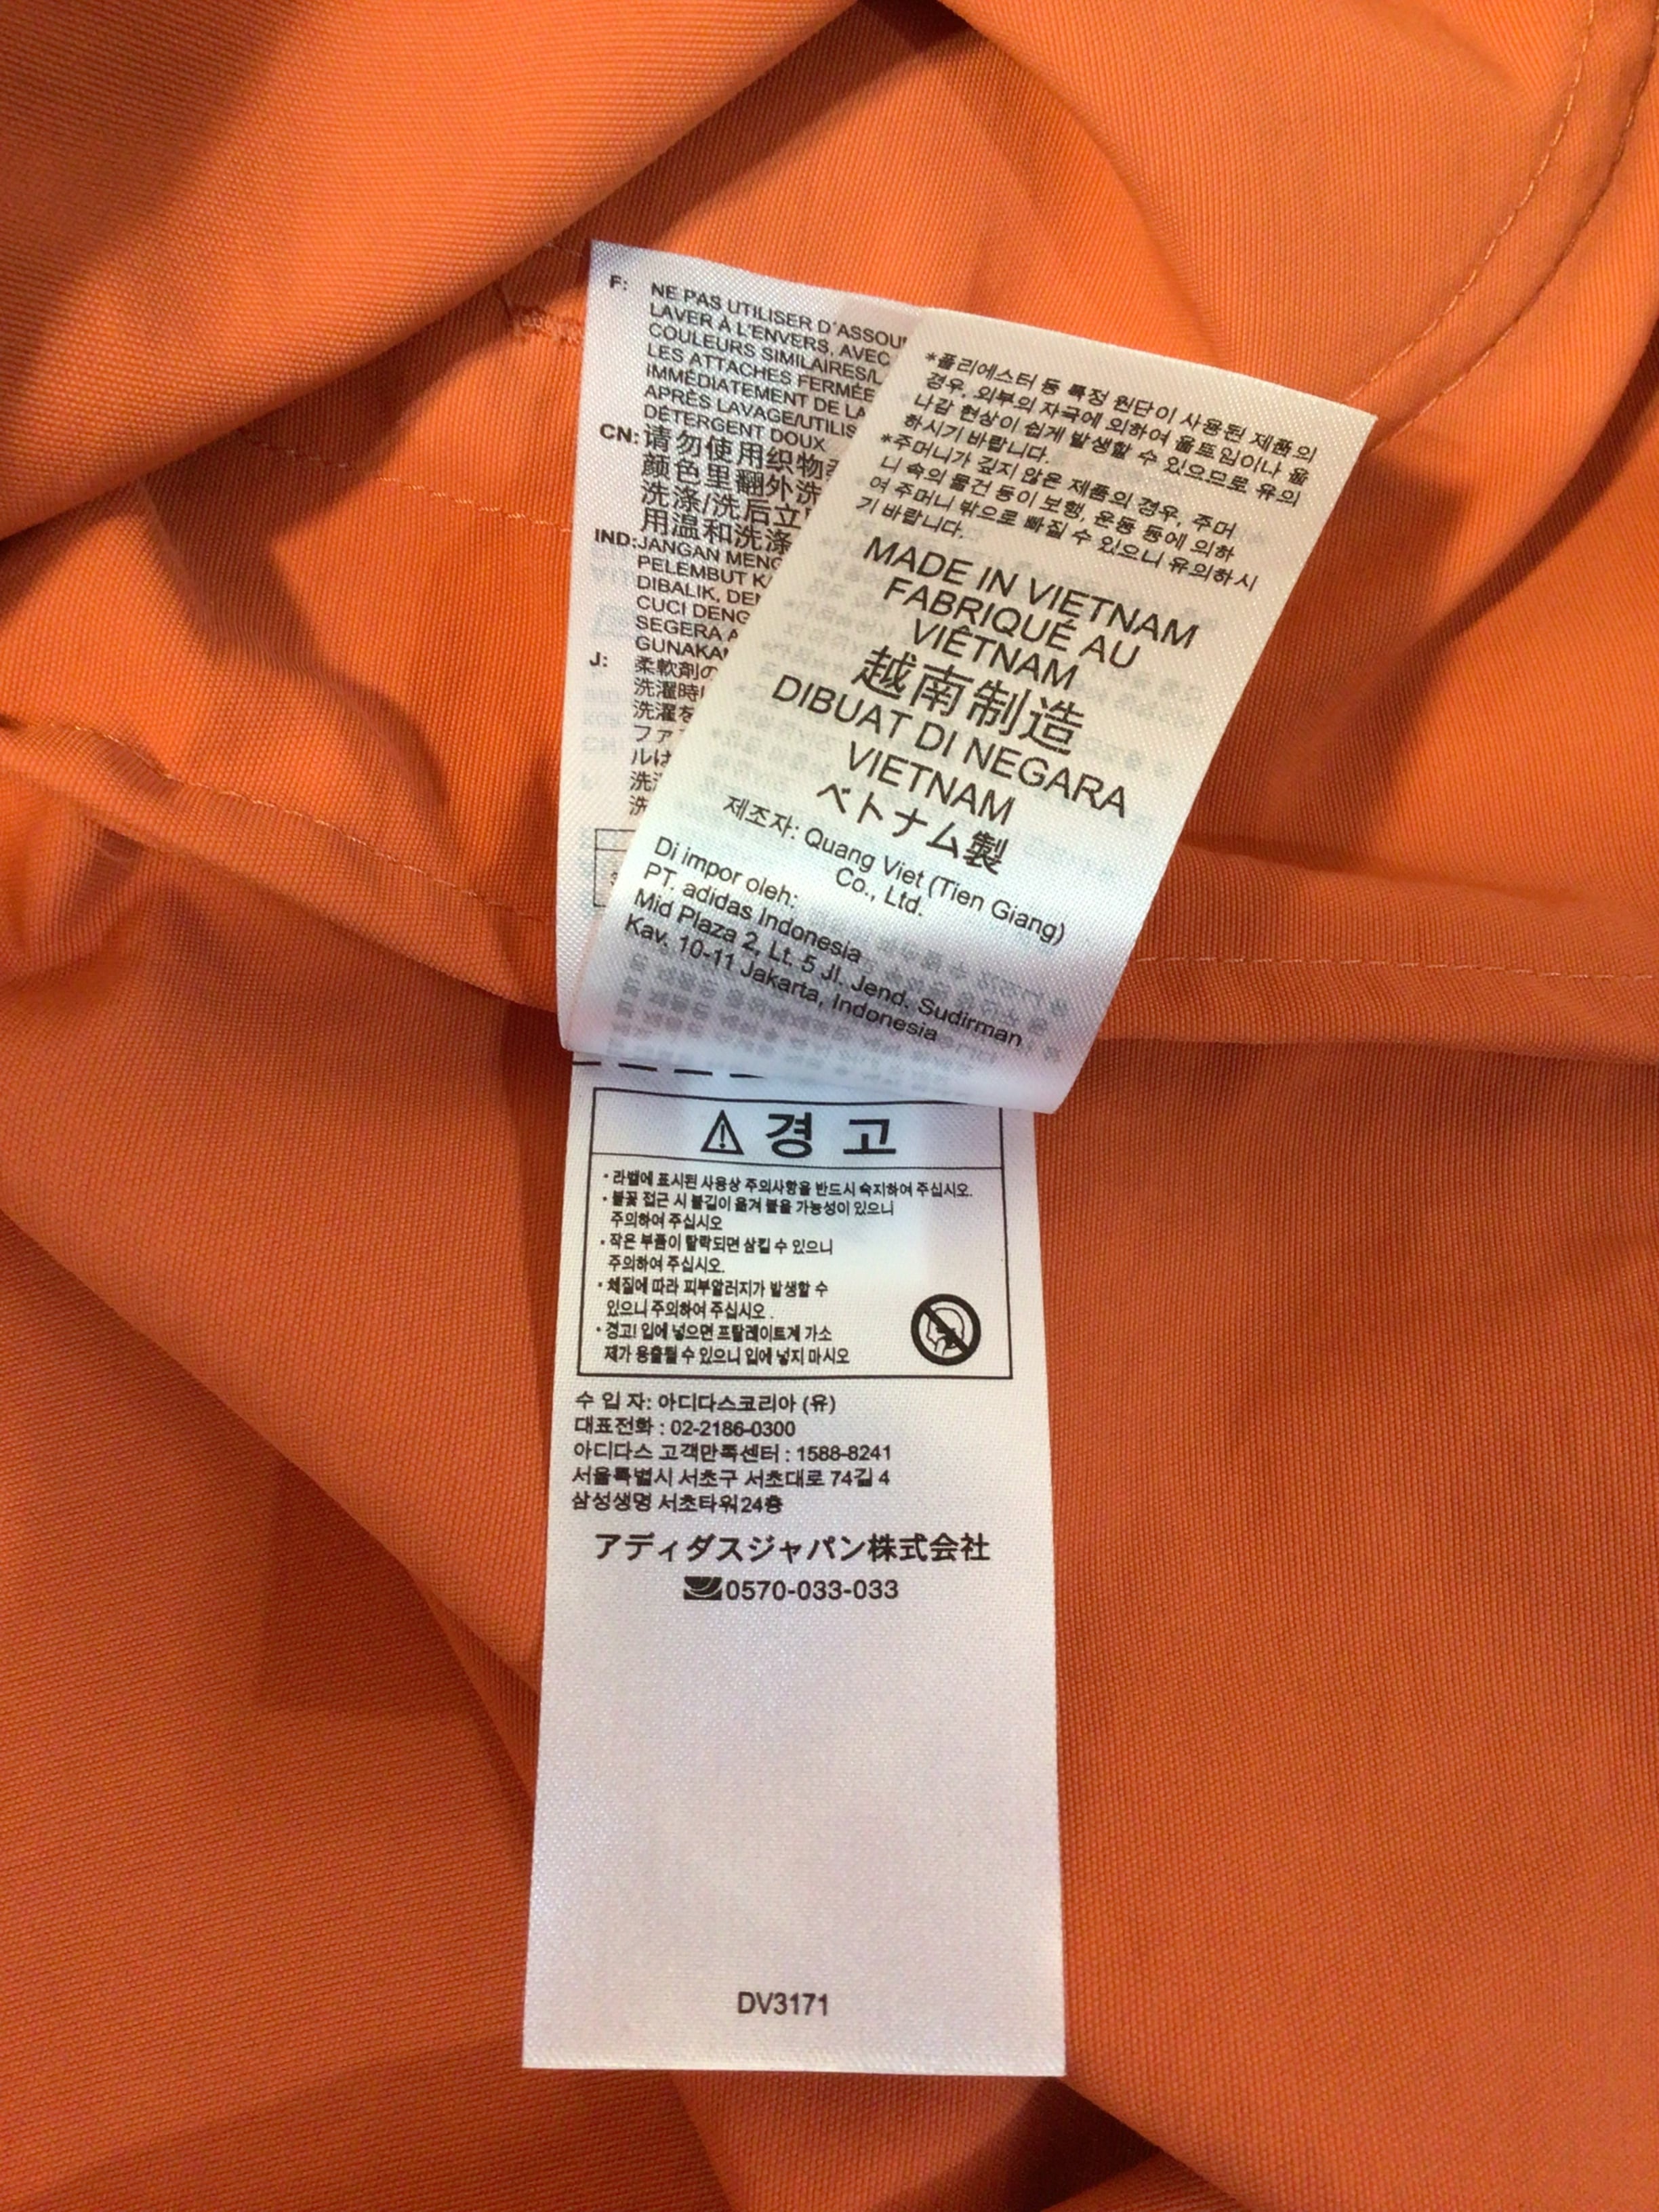 F: NE PAS UTILISER D'ASSOU
LAVER À L'ENVERS, AVEC
COULEURS SIMILAIRES/L
LES ATTACHES FERMÉE
IMMÉDIATEMENT DE LA
APRÈS LAVAGE/UTILIS
DÉTERGENT DOUX
CN: 请勿使用织物
颜色里翻外洗
洗涤/洗后立
用温和洗涤
IND: JANGAN MENG
PELEMBUT K
DIBALIK, DEN
CUCI DENG
SEGERA A
GUNAKAN
J: 柔軟剤の
洗濯時
洗濯を
ファ
ルは
洗
洗
*폴리에스터 등 특정 원단이 사용된 제품의
경우, 외부의 자극에 의하여 올트임이나 올
나감 현상이 쉽게 발생할 수 있으므로 유의
하시기 바랍니다.
*주머니가 깊지 않은 제품의 경우, 주머
니 속의 물건 등이 보행, 운동 등에 의하
여 주머니 밖으로 빠질 수 있으니 유의하시
기 바랍니다.
MADE IN VIETNAM
FABRIQUÉ AU
VIÊTNAM
越南制造
DIBUAT DI NEGARA
VIETNAM
ベトナム製
제조자: Quang Viet (Tien Giang)
Co., Ltd.
Di impor oleh:
PT. adidas Indonesia
Mid Plaza 2, Lt. 5 Jl. Jend. Sudirman
Kav. 10-11 Jakarta, Indonesia
⚠ 경 고
· 라벨에 표시된 사용상 주의사항을 반드시 숙지하여 주십시오.
· 불꽃 접근 시 불길이 옮겨 붙을 가능성이 있으니
주의하여 주십시오
· 작은 부품이 탈락되면 삼킬 수 있으니
주의하여 주십시오.
· 체질에 따라 피부알러지가 발생할 수
있으니 주의하여 주십시오 .
· 경고! 입에 넣으면 프탈레이트계 가소
제가 용출될 수 있으니 입에 넣지 마시오
수 입 자: 아디다스코리아 (유)
대표전화 : 02-2186-0300
아디다스 고객만족센터 : 1588-8241
서울특별시 서초구 서초대로 74길 4
삼성생명 서초타워24층
アディダスジャパン株式会社
0570-033-033
DV3171